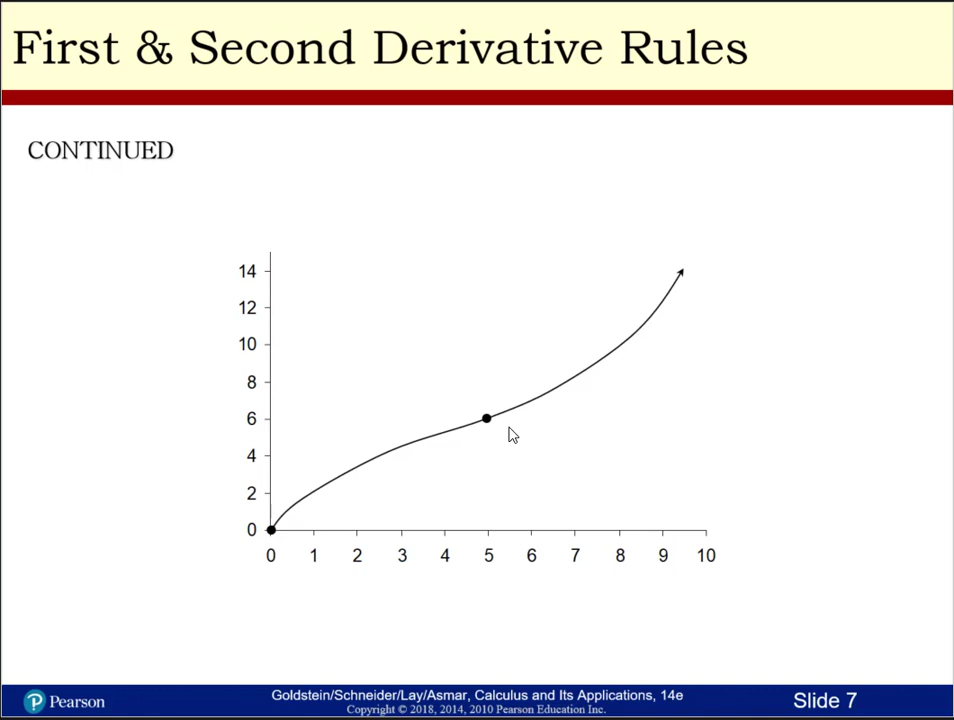 First & Second Derivative Rules
CONTINUED
14
12
10
8
6
4
2
0
0 1 2 3 4 5 6 7 8 9 10
Pearson
Goldstein/Schneider/Lay/Asmar, Calculus and Its Applications, 14e
Copyright © 2018, 2014, 2010 Pearson Education Inc.
Slide 7